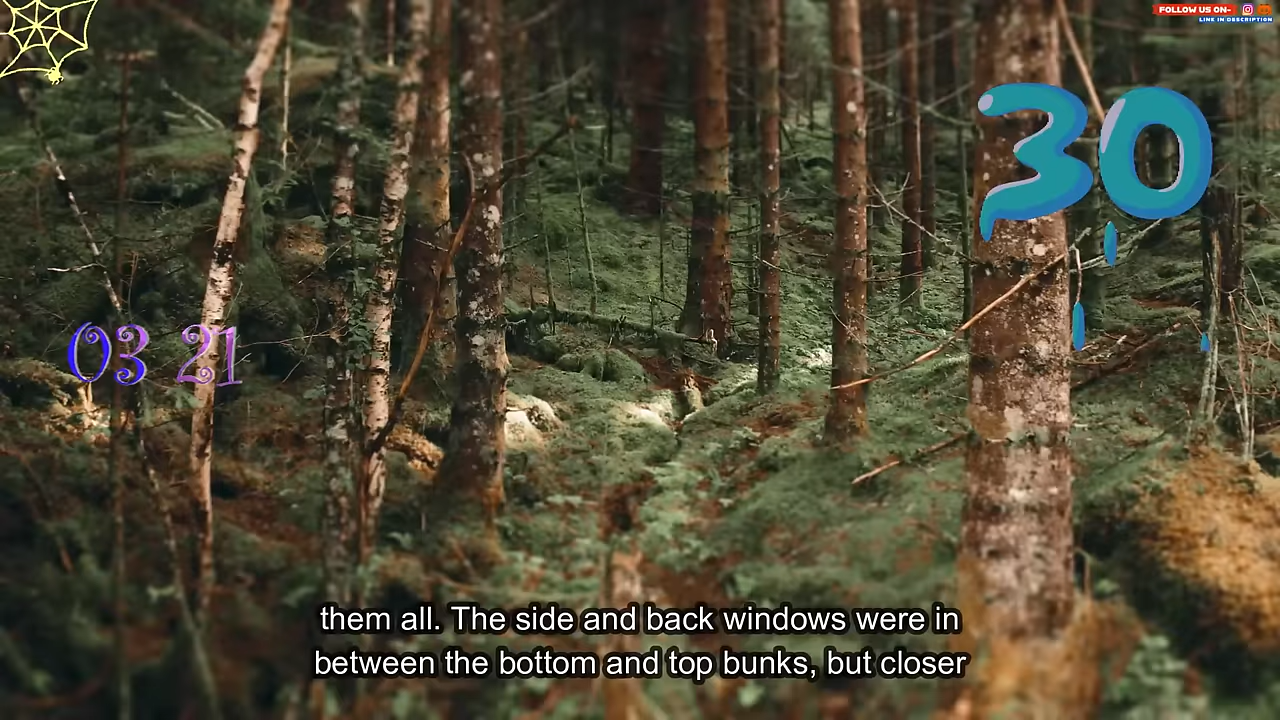 FOLLOW US ON-
LINK IN DESCRIPTION
30
03 21
them all. The side and back windows were in
between the bottom and top bunks, but closer